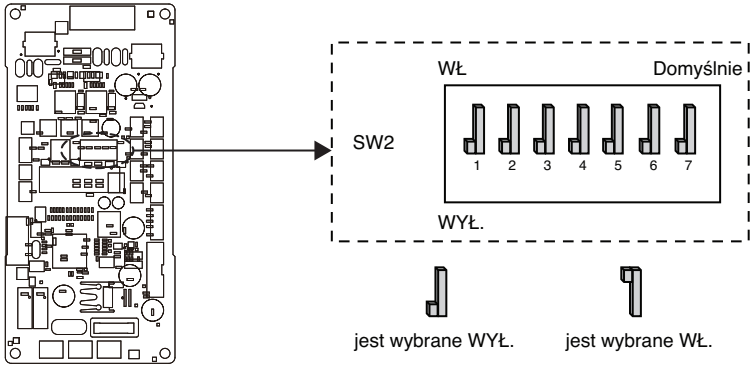 WŁ Domyślnie
SW2
1 2 3 4 5 6 7
WYŁ.
jest wybrane WYŁ. jest wybrane WŁ.